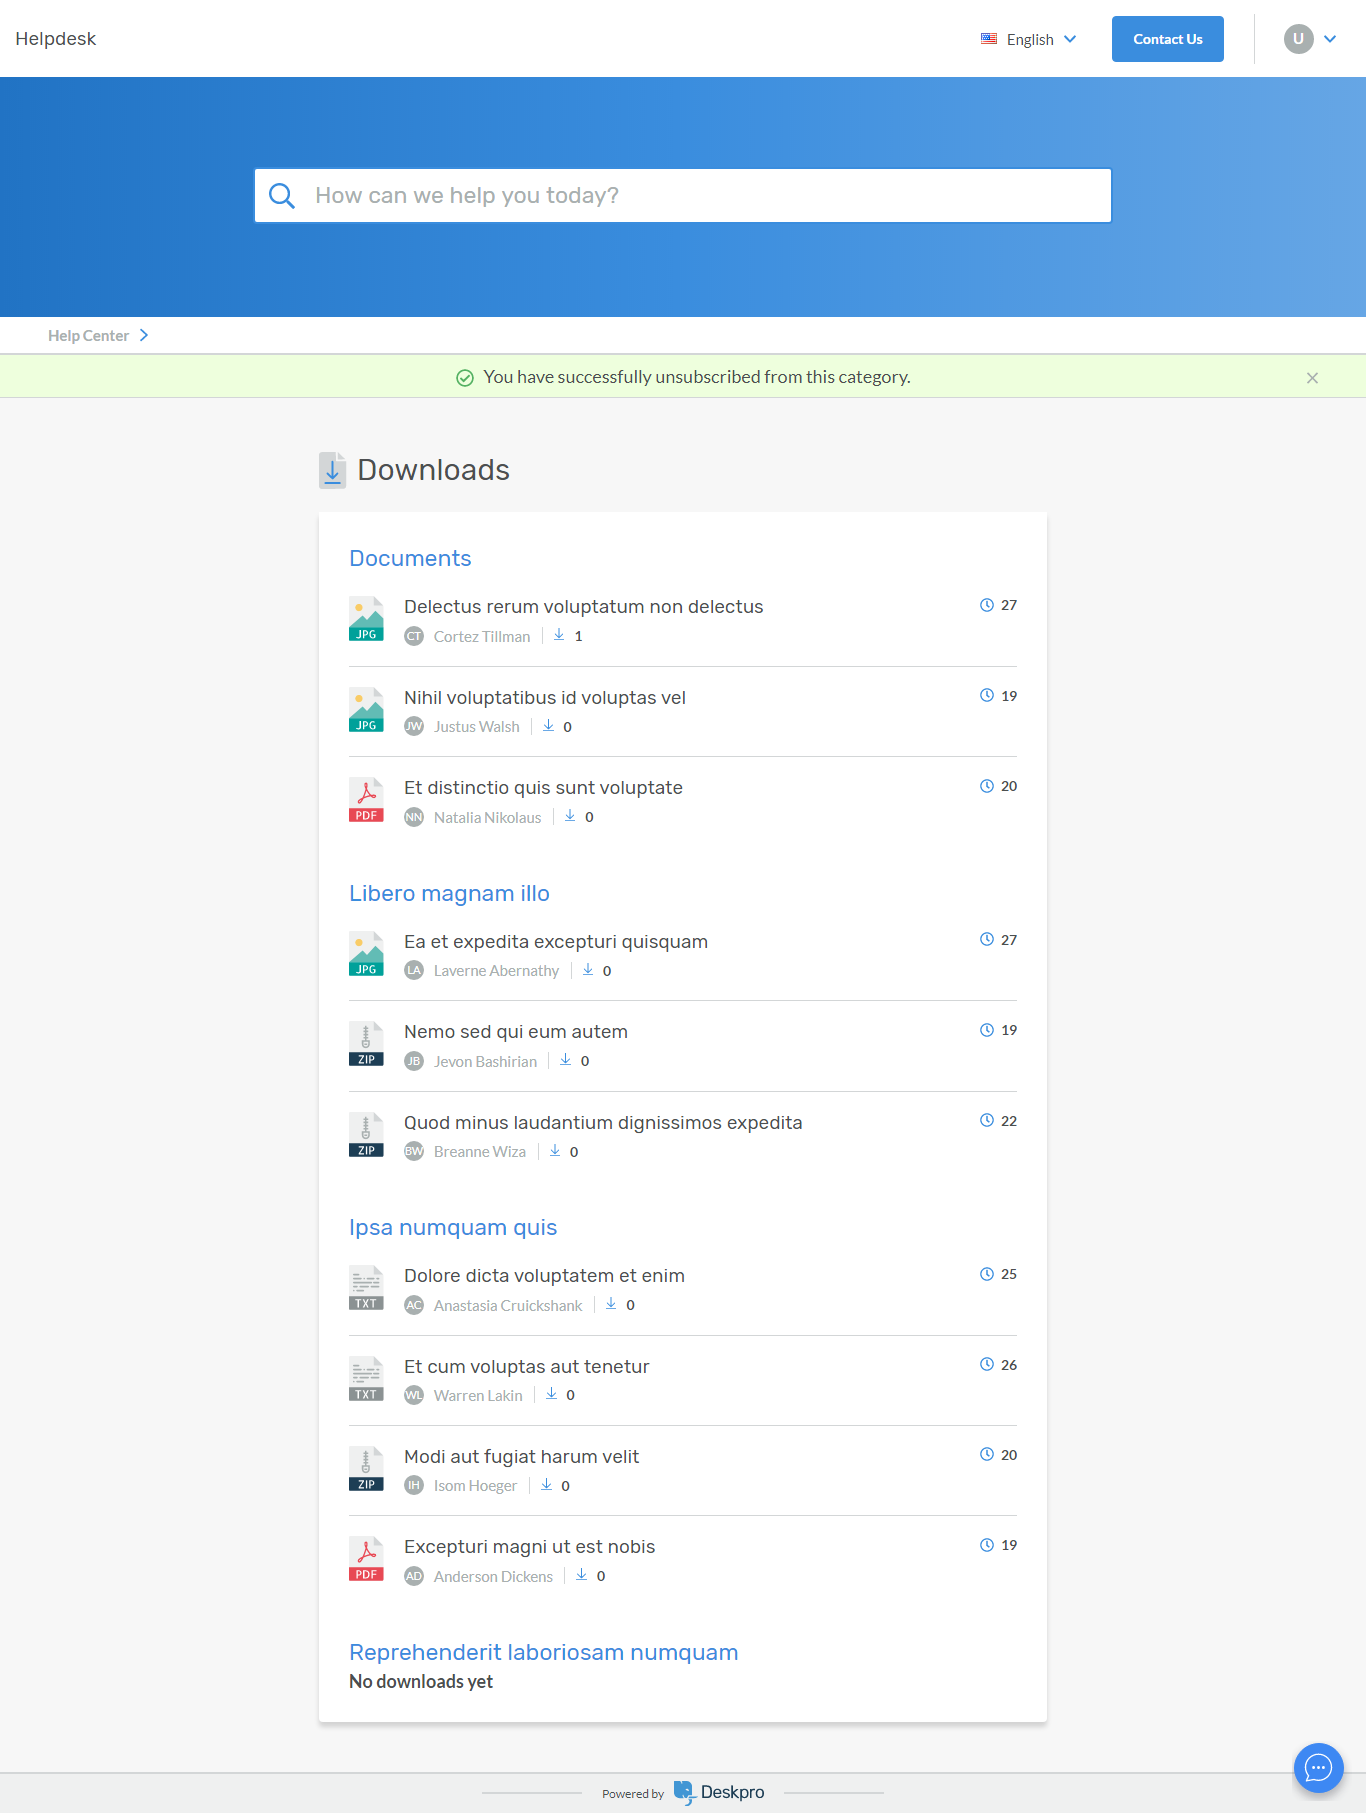 Helpdesk
English
Contact Us
U
How can we help you today?
Help Center
You have successfully unsubscribed from this category.
Downloads
Documents
JPG
Delectus rerum voluptatum non delectus
27
CT Cortez Tillman 1
JPG
Nihil voluptatibus id voluptas vel
19
JW Justus Walsh 0
PDF
Et distinctio quis sunt voluptate
20
NN Natalia Nikolaus 0
Libero magnam illo
JPG
Ea et expedita excepturi quisquam
27
LA Laverne Abernathy 0
ZIP
Nemo sed qui eum autem
19
JB Jevon Bashirian 0
ZIP
Quod minus laudantium dignissimos expedita
22
BW Breanne Wiza 0
Ipsa numquam quis
TXT
Dolore dicta voluptatem et enim
25
AC Anastasia Cruickshank 0
TXT
Et cum voluptas aut tenetur
26
WL Warren Lakin 0
ZIP
Modi aut fugiat harum velit
20
IH Isom Hoeger 0
PDF
Excepturi magni ut est nobis
19
AD Anderson Dickens 0
Reprehenderit laboriosam numquam
No downloads yet
Powered by Deskpro